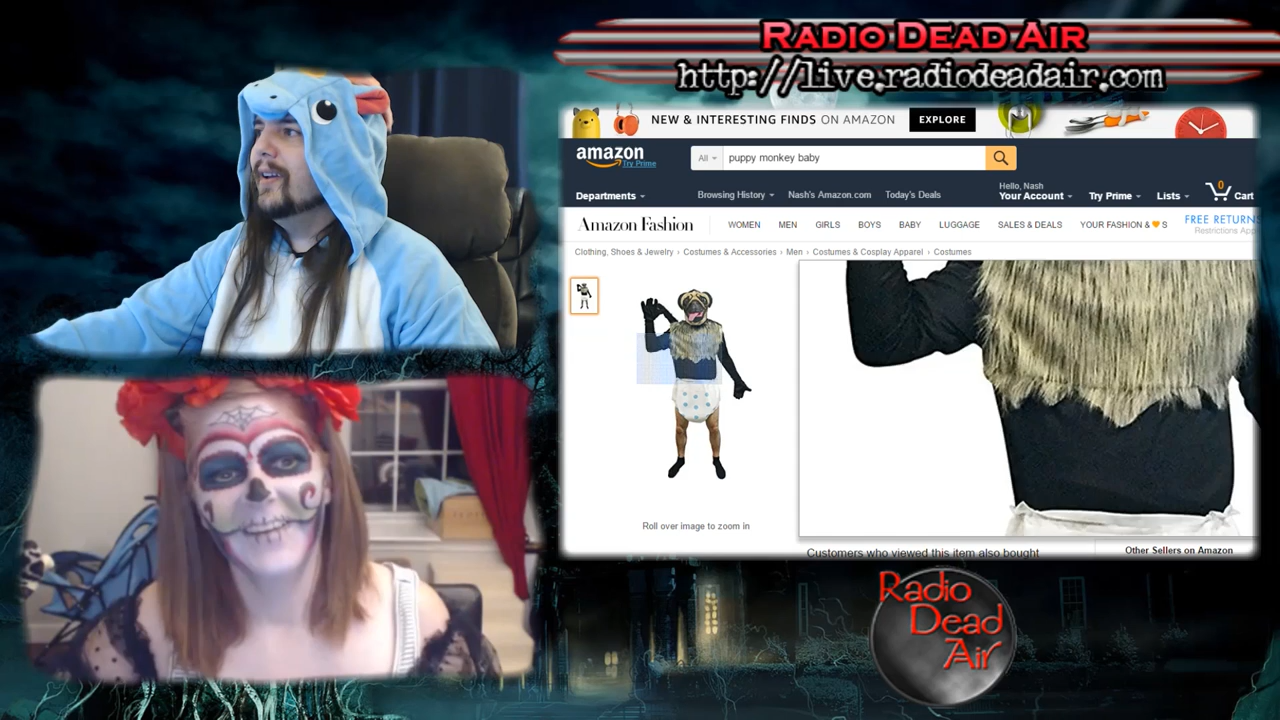 RADIO DEAD AIR
http://live.radiodeadair.com
NEW & INTERESTING FINDS ON AMAZON EXPLORE
amazon
Try Prime
All puppy monkey baby
0
Departments Browsing History Nash's Amazon.com Today's Deals Hello, Nash Your Account Try Prime Lists Cart
Amazon Fashion WOMEN MEN GIRLS BOYS BABY LUGGAGE SALES & DEALS YOUR FASHION & S FREE RETURNS
Restrictions App
Clothing, Shoes & Jewelry › Costumes & Accessories › Men › Costumes & Cosplay Apparel › Costumes
Roll over image to zoom in
Customers who viewed this item also bought
Other Sellers on Amazon
Radio
Dead
Air